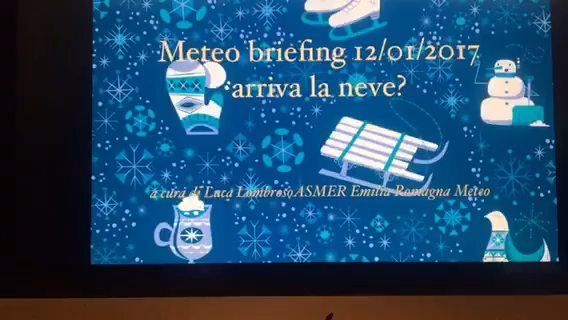 Meteo briefing 12/01/2017
arriva la neve?
a cura di Luca Lombroso ASMER Emilia Romagna Meteo